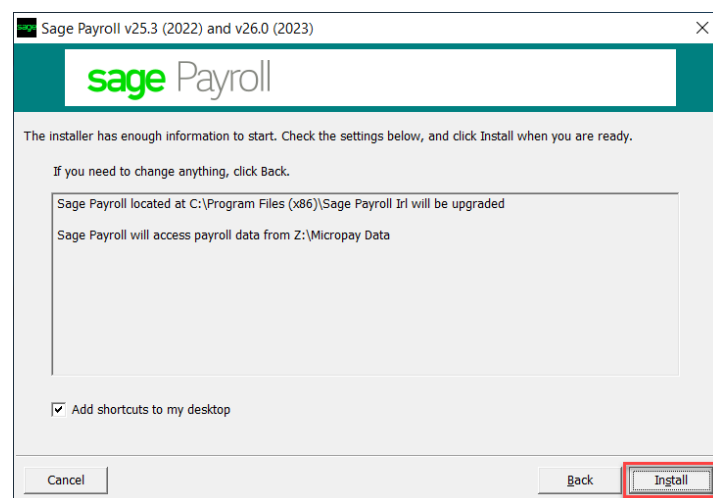 sage Sage Payroll v25.3 (2022) and v26.0 (2023)
sage Payroll
The installer has enough information to start. Check the settings below, and click Install when you are ready.
If you need to change anything, click Back.
Sage Payroll located at C:\Program Files (x86)\Sage Payroll Irl will be upgraded
Sage Payroll will access payroll data from Z:\Micropay Data
Add shortcuts to my desktop
Cancel Back Install